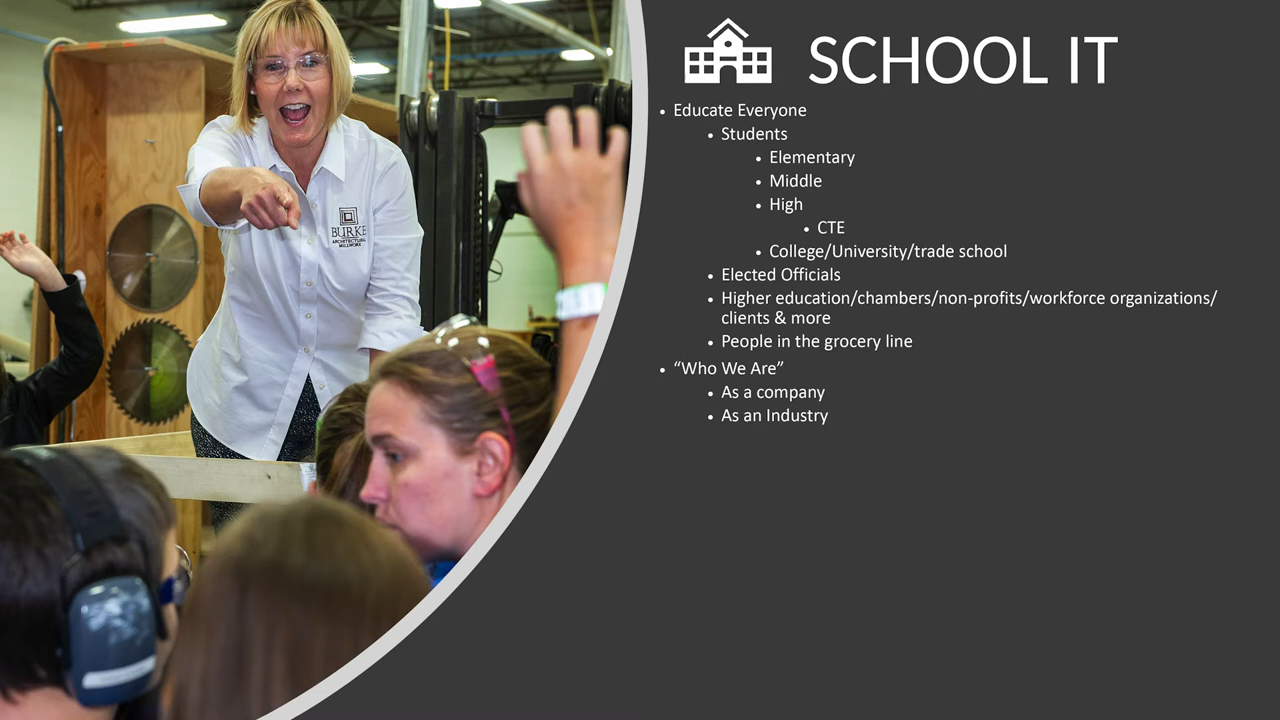 SCHOOL IT
• Educate Everyone
• Students
• Elementary
• Middle
• High
• CTE
• College/University/trade school
• Elected Officials
• Higher education/chambers/non-profits/workforce organizations/
clients & more
• People in the grocery line
• “Who We Are”
• As a company
• As an Industry
BURKE
ARCHITECTURAL
MILLWORK